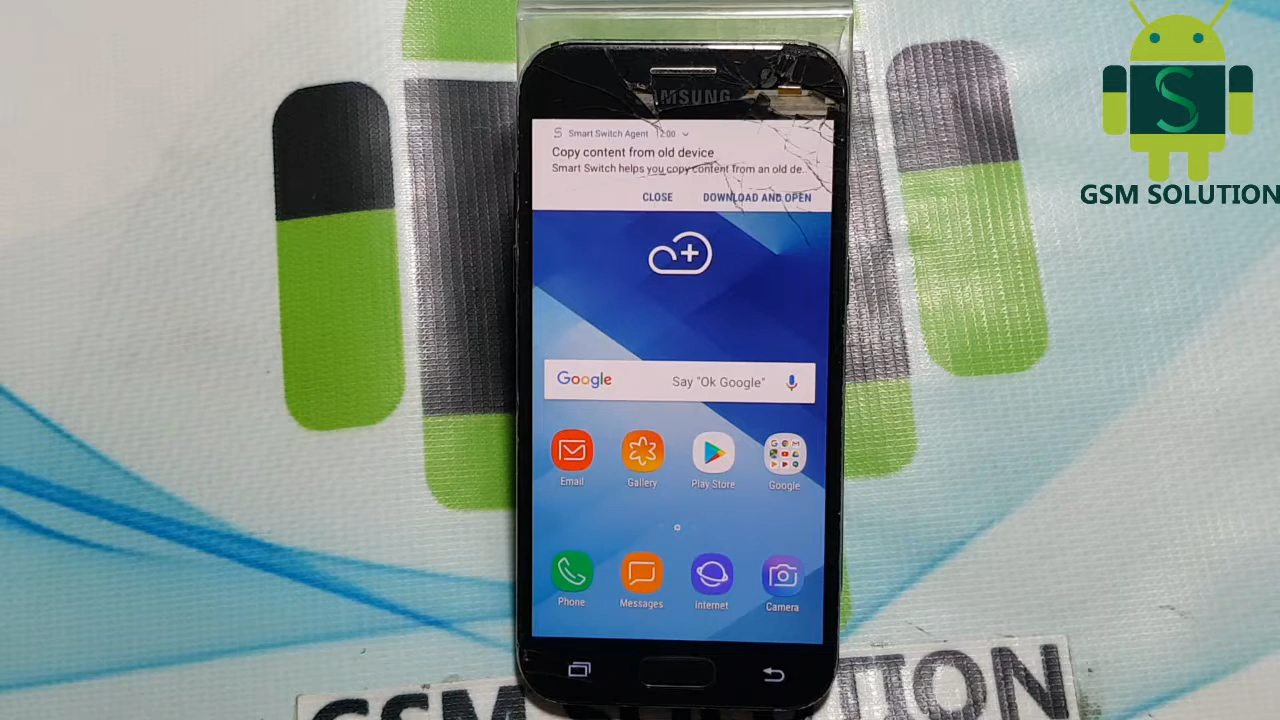 GSM SOLUTION
SAMSUNG
Smart Switch Agent 12:00
Copy content from old device
Smart Switch helps you copy content from an old de..
CLOSE DOWNLOAD AND OPEN
Google Say "Ok Google"
Email Gallery Play Store Google
Phone Messages Internet Camera
GSM SOLUTION